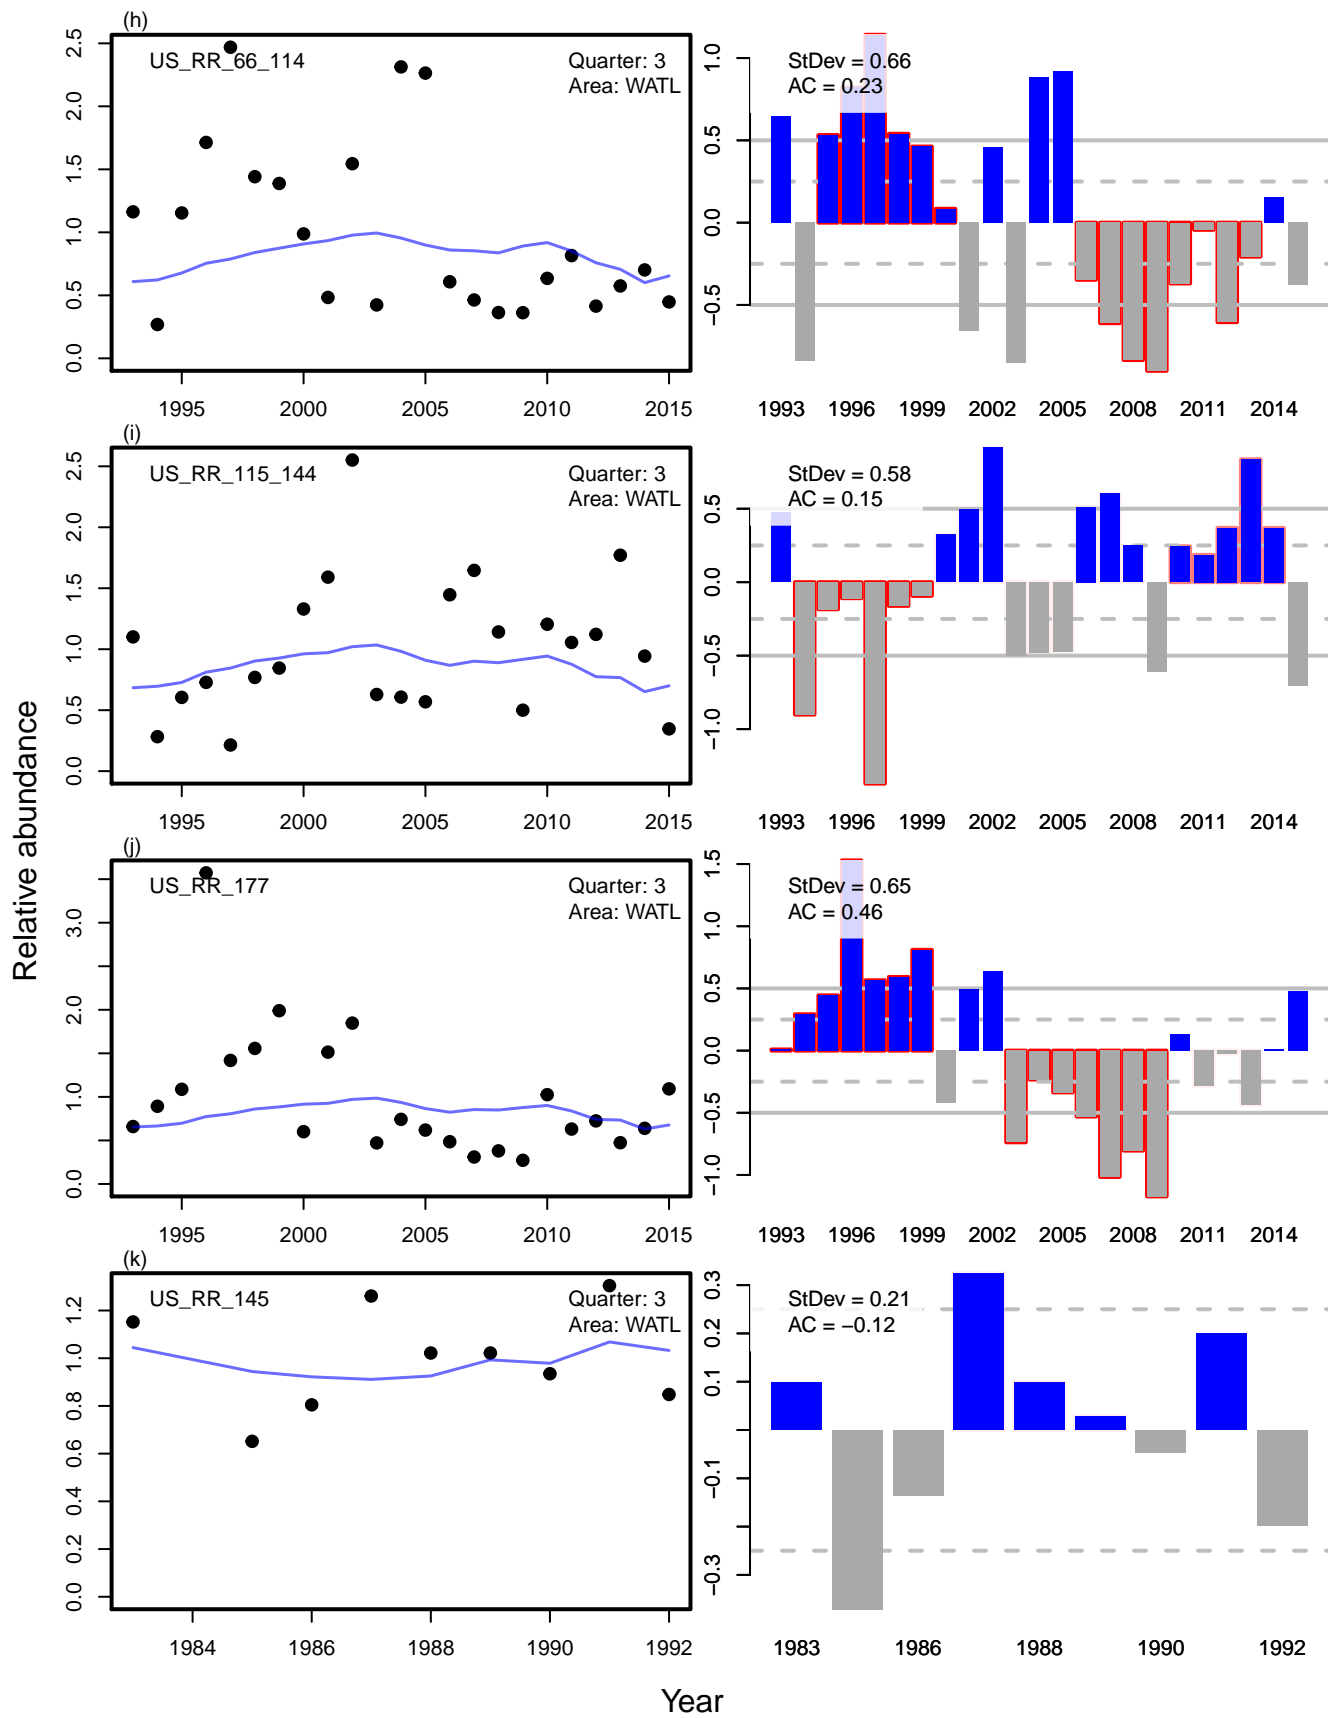 (h)
US_RR_66_114
Quarter: 3
Area: WATL
0.0 0.5 1.0 1.5 2.0 2.5
1995 2000 2005 2010 2015
StDev = 0.66
AC = 0.23
−0.5 0.0 0.5 1.0
1993 1996 1999 2002 2005 2008 2011 2014
(i)
US_RR_115_144
Quarter: 3
Area: WATL
0.0 0.5 1.0 1.5 2.0 2.5
1995 2000 2005 2010 2015
StDev = 0.58
AC = 0.15
−1.0 −0.5 0.0 0.5
1993 1996 1999 2002 2005 2008 2011 2014
(j)
US_RR_177
Quarter: 3
Area: WATL
0.0 1.0 2.0 3.0
1995 2000 2005 2010 2015
StDev = 0.65
AC = 0.46
−1.0 −0.5 0.0 0.5 1.0 1.5
1993 1996 1999 2002 2005 2008 2011 2014
(k)
US_RR_145
Quarter: 3
Area: WATL
0.0 0.2 0.4 0.6 0.8 1.0 1.2
1984 1986 1988 1990 1992
StDev = 0.21
AC = −0.12
−0.3 −0.1 0.1 0.2 0.3
1983 1986 1988 1990 1992
Relative abundance
Year